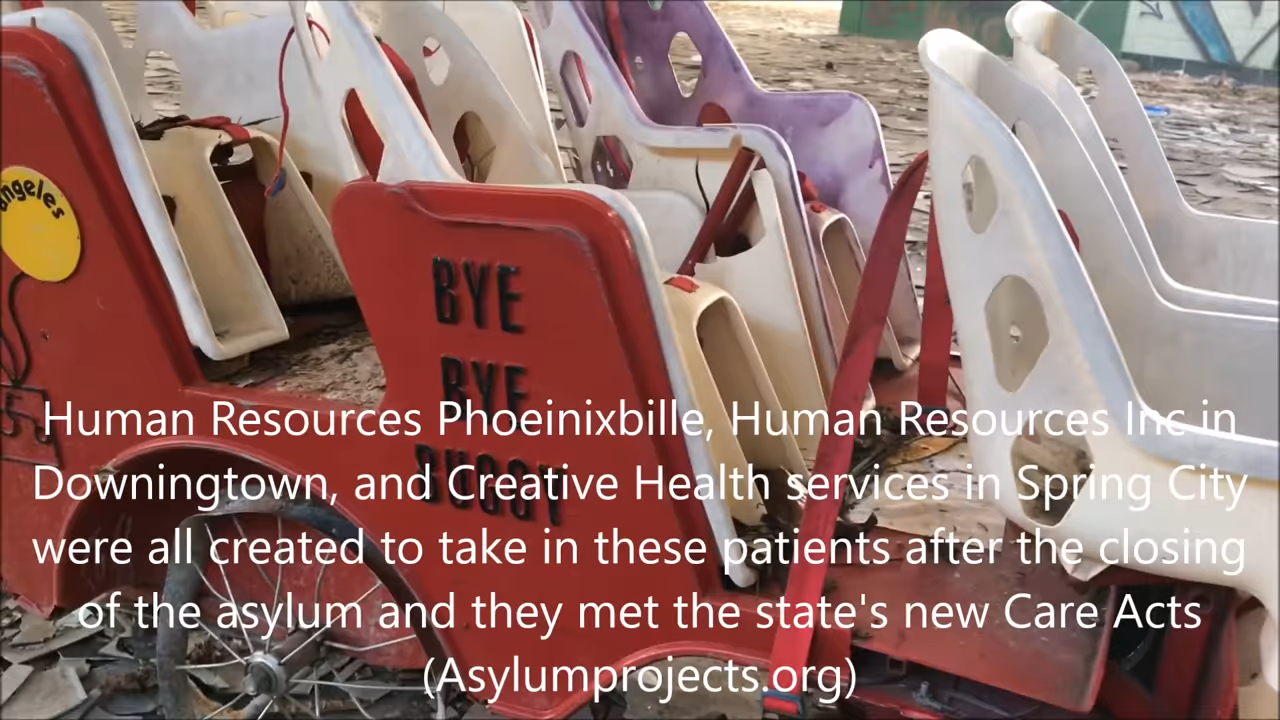 angeles
BYE
BYE
BUGGY
Human Resources Phoeinixbille, Human Resources Inc in
Downingtown, and Creative Health services in Spring City
were all created to take in these patients after the closing
of the asylum and they met the state's new Care Acts
(Asylumprojects.org)